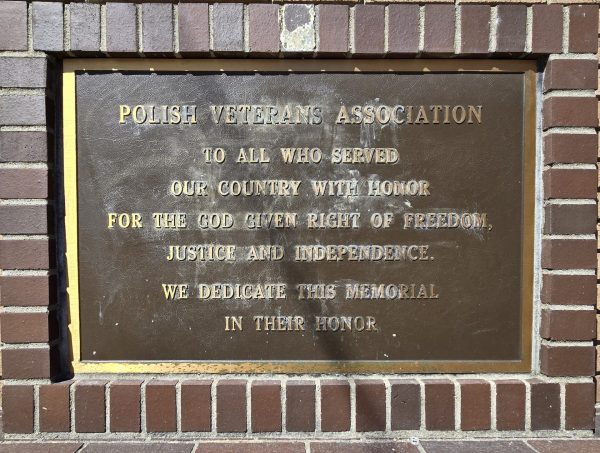 POLISH VETERANS ASSOCIATION
TO ALL WHO SERVED
OUR COUNTRY WITH HONOR
FOR THE GOD GIVEN RIGHT OF FREEDOM,
JUSTICE AND INDEPENDENCE.
WE DEDICATE THIS MEMORIAL
IN THEIR HONOR